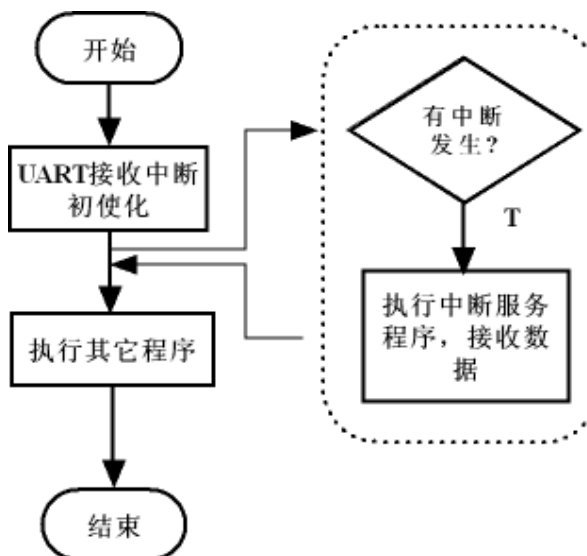 开始
UART接收中断
初使化
执行其它程序
结束
有中断
发生?
T
执行中断服务
程序，接收数
据